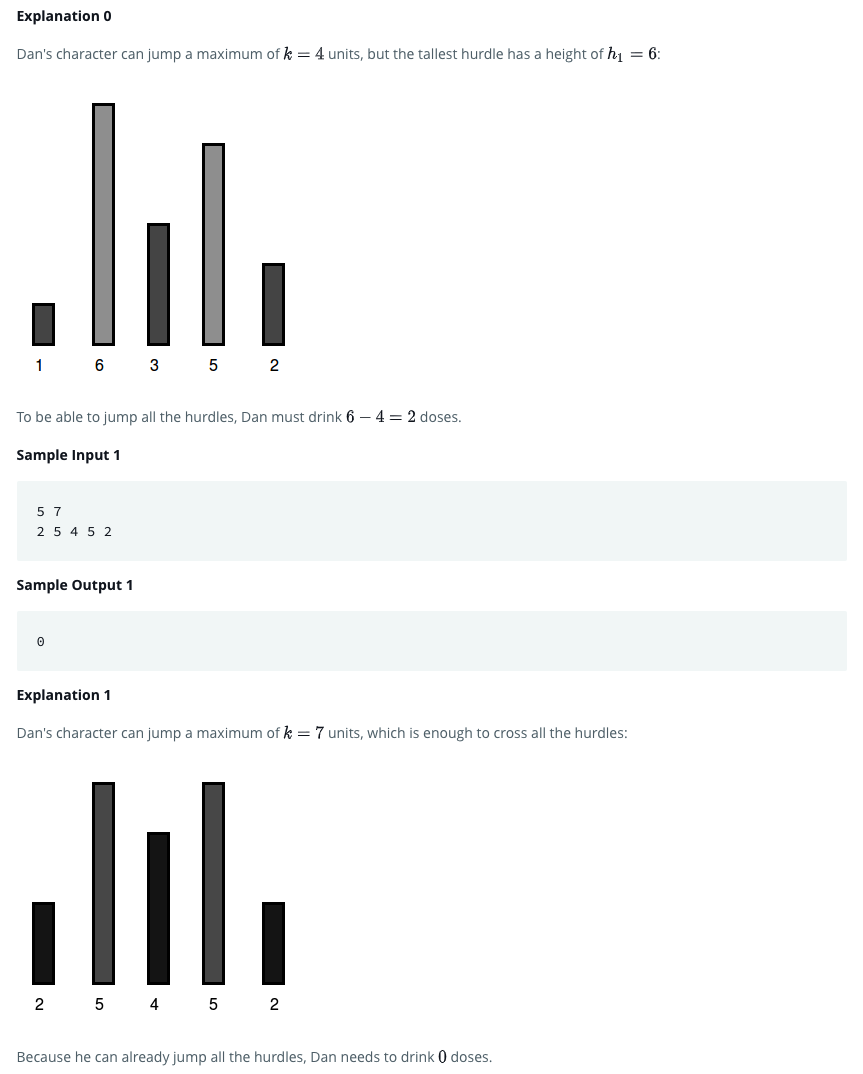 Explanation 0
Dan's character can jump a maximum of k = 4 units, but the tallest hurdle has a height of h₁ = 6:
1 6 3 5 2
To be able to jump all the hurdles, Dan must drink 6 − 4 = 2 doses.
Sample Input 1
5 7
2 5 4 5 2
Sample Output 1
0
Explanation 1
Dan's character can jump a maximum of k = 7 units, which is enough to cross all the hurdles:
2 5 4 5 2
Because he can already jump all the hurdles, Dan needs to drink 0 doses.